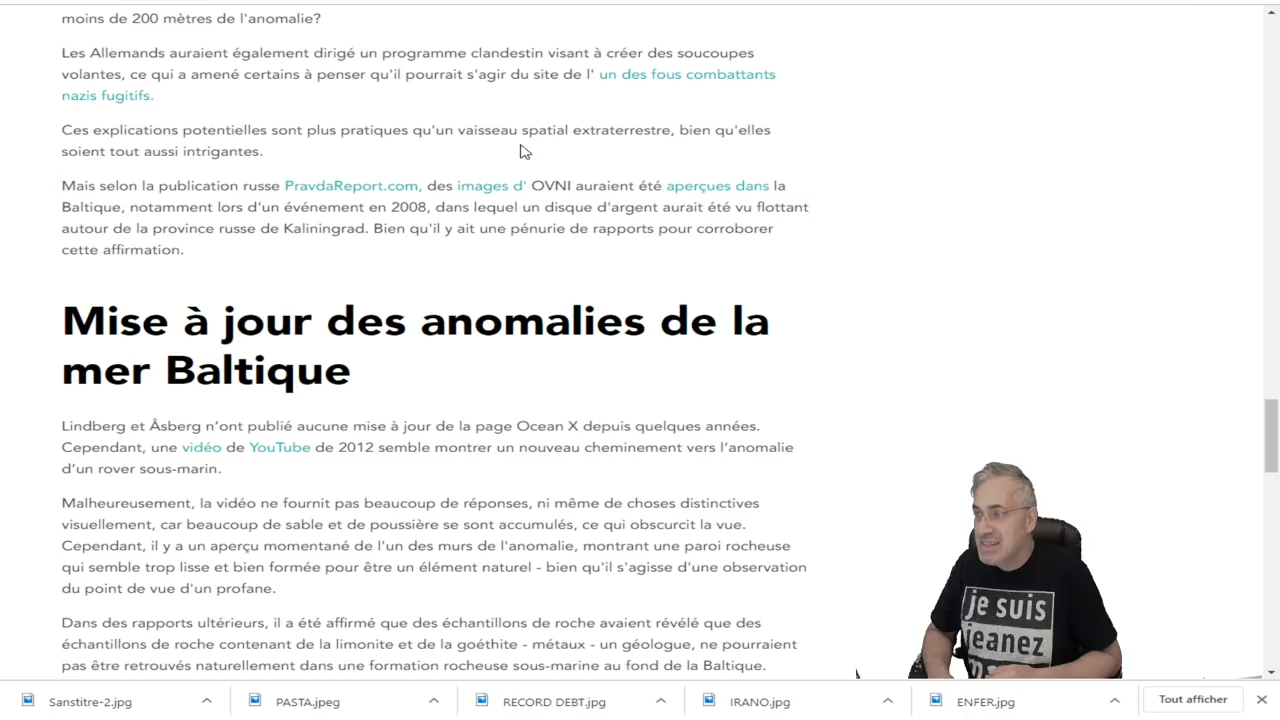 moins de 200 mètres de l'anomalie?
Les Allemands auraient également dirigé un programme clandestin visant à créer des soucoupes
volantes, ce qui a amené certains à penser qu'il pourrait s'agir du site de l' un des fous combattants
nazis fugitifs.
Ces explications potentielles sont plus pratiques qu'un vaisseau spatial extraterrestre, bien qu'elles
soient tout aussi intrigantes.
Mais selon la publication russe PravdaReport.com, des images d' OVNI auraient été aperçues dans la
Baltique, notamment lors d'un événement en 2008, dans lequel un disque d'argent aurait été vu flottant
autour de la province russe de Kaliningrad. Bien qu'il y ait une pénurie de rapports pour corroborer
cette affirmation.
Mise à jour des anomalies de la
mer Baltique
Lindberg et Åsberg n’ont publié aucune mise à jour de la page Ocean X depuis quelques années.
Cependant, une vidéo de YouTube de 2012 semble montrer un nouveau cheminement vers l’anomalie
d’un rover sous-marin.
Malheureusement, la vidéo ne fournit pas beaucoup de réponses, ni même de choses distinctives
visuellement, car beaucoup de sable et de poussière se sont accumulés, ce qui obscurcit la vue.
Cependant, il y a un aperçu momentané de l'un des murs de l'anomalie, montrant une paroi rocheuse
qui semble trop lisse et bien formée pour être un élément naturel - bien qu'il s'agisse d'une observation
du point de vue d'un profane.
Dans des rapports ultérieurs, il a été affirmé que des échantillons de roche avaient révélé que des
échantillons de roche contenant de la limonite et de la goéthite - métaux - un géologue, ne pourraient
pas être retrouvés naturellement dans une formation rocheuse sous-marine au fond de la Baltique.
je suis
jeanez
Sanstitre-2.jpg
PASTA.jpeg
RECORD DEBT.jpg
IRANO.jpg
ENFER.jpg
Tout afficher